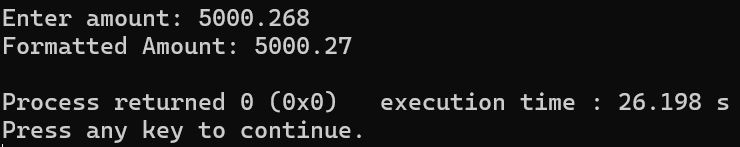 Enter amount: 5000.268
Formatted Amount: 5000.27
Process returned 0 (0x0)   execution time : 26.198 s
Press any key to continue.